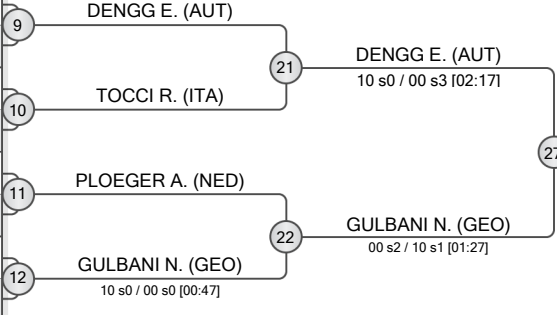 DENGG E. (AUT)
9
21
DENGG E. (AUT)
10 s0 / 00 s3 [02:17]
TOCCI R. (ITA)
10
27
PLOEGER A. (NED)
11
22
GULBANI N. (GEO)
00 s2 / 10 s1 [01:27]
GULBANI N. (GEO)
12
10 s0 / 00 s0 [00:47]